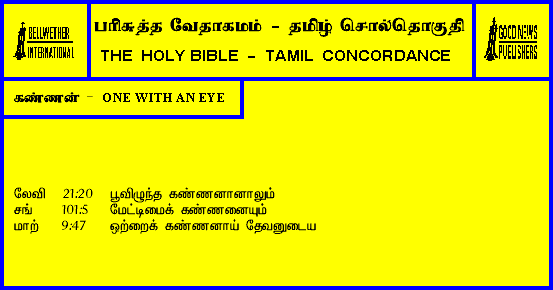 BELLWETHER
INTERNATIONAL
பரிசுத்த வேதாகமம் - தமிழ் சொல்தொகுதி
THE HOLY BIBLE - TAMIL CONCORDANCE
GOOD NEWS
PUBLISHERS
கண்ணன் - ONE WITH AN EYE
லேவி 21:20 பூவிழுந்த கண்ணனானாலும்
சங் 101:5 மேட்டிமைக் கண்ணனையும்
மாற் 9:47 ஒற்றைக் கண்ணனாய் தேவனுடைய